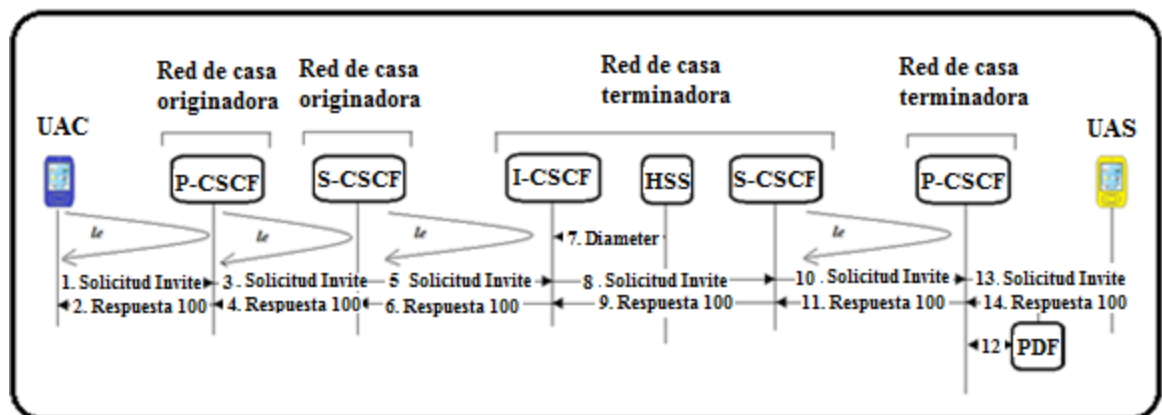 Red de casa
originadora
Red de casa
originadora
Red de casa
terminadora
Red de casa
terminadora
UAC
UAS
P-CSCF
S-CSCF
I-CSCF
HSS
S-CSCF
P-CSCF
le
le
le
le
7. Diameter
1. Solicitud Invite
3. Solicitud Invite
5 Solicitud Invite
8. Solicitud Invite
10. Solicitud Invite
13. Solicitud Invite
2. Respuesta 100
4. Respuesta 100
6. Respuesta 100
9. Respuesta 100
11. Respuesta 100
14. Respuesta 100
12
PDF